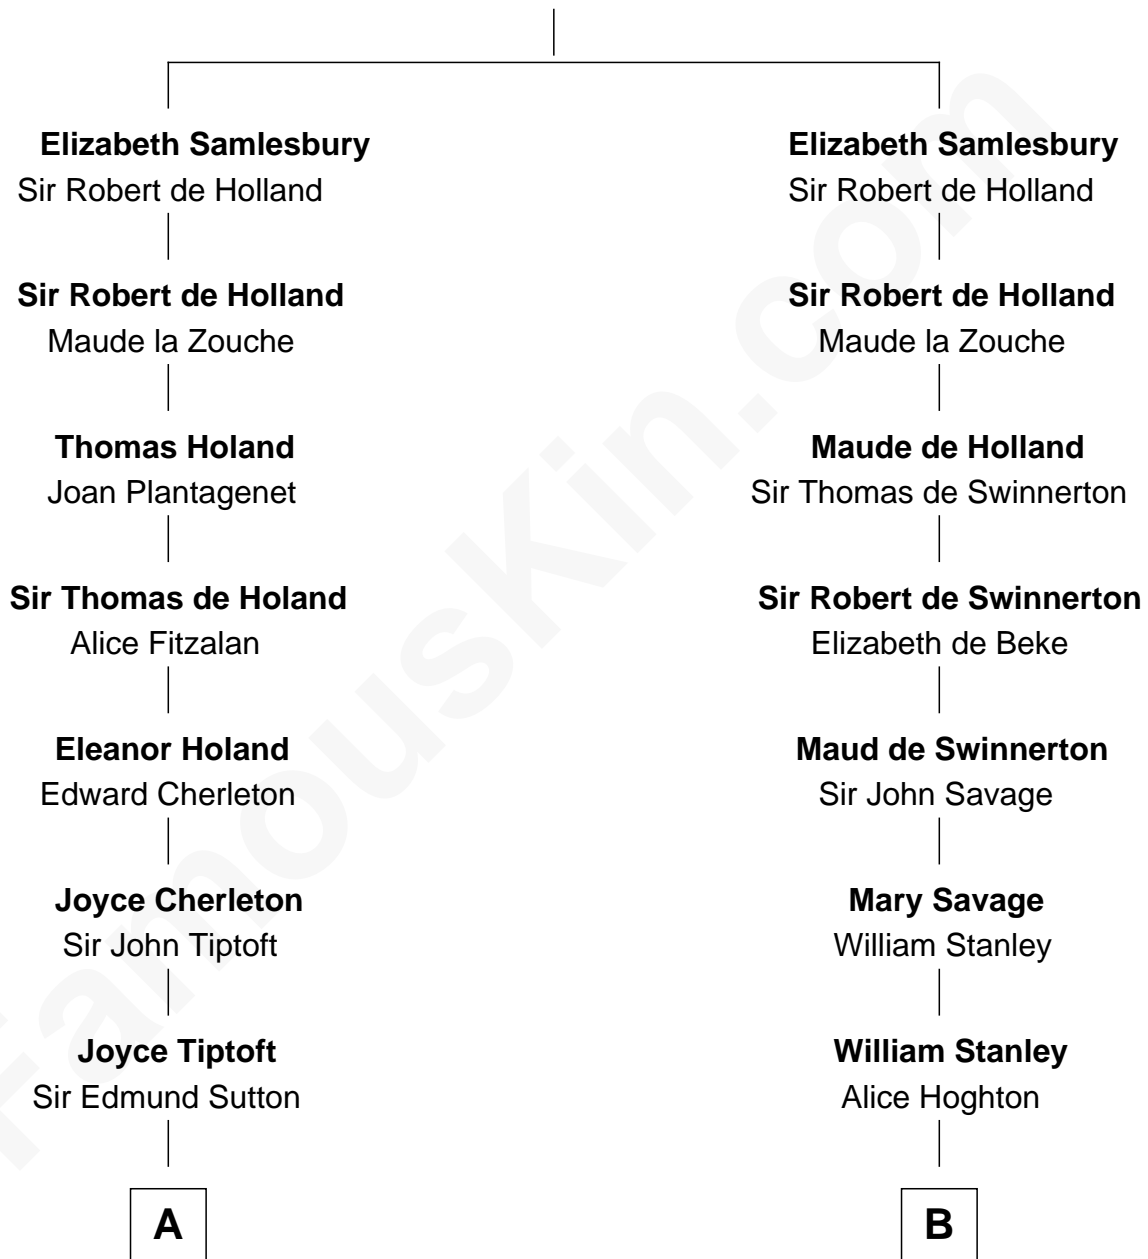 Elizabeth Samlesbury
Sir Robert de Holland
Sir Robert de Holland
Maude la Zouche
Thomas Holand
Joan Plantagenet
Sir Thomas de Holand
Alice Fitzalan
Eleanor Holand
Edward Cherleton
Joyce Cherleton
Sir John Tiptoft
Joyce Tiptoft
Sir Edmund Sutton
A
Elizabeth Samlesbury
Sir Robert de Holland
Sir Robert de Holland
Maude la Zouche
Maude de Holland
Sir Thomas de Swinnerton
Sir Robert de Swinnerton
Elizabeth de Beke
Maud de Swinnerton
Sir John Savage
Mary Savage
William Stanley
William Stanley
Alice Hoghton
B
FamousKin.com